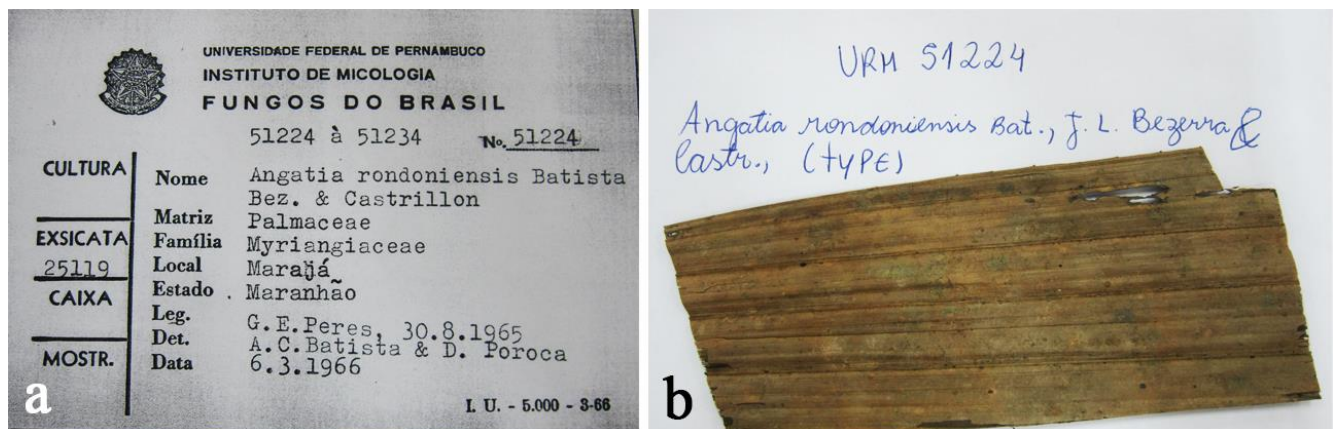 UNIVERSIDADE FEDERAL DE PERNAMBUCO
INSTITUTO DE MICOLOGIA
FUNGOS DO BRASIL
51224 à 51234 No. 51224
CULTURA
EXSICATA
25119
CAIXA
MOSTR.
Nome Angatia rondoniensis Batista
Bez. & Castrillon
Matriz Palmaceae
Família Myriangiaceae
Local
Estado . Maranhão
Leg. G.E.Peres, 30.8.1965
Det. A.C.Batista & D. Poroca
Data 6.3.1966
I. U. - 5.000 - 3-66
a
URM 51224
Angatia rondoniensis Bat., J. L. Bezerra &
Castr., (TYPE)
b